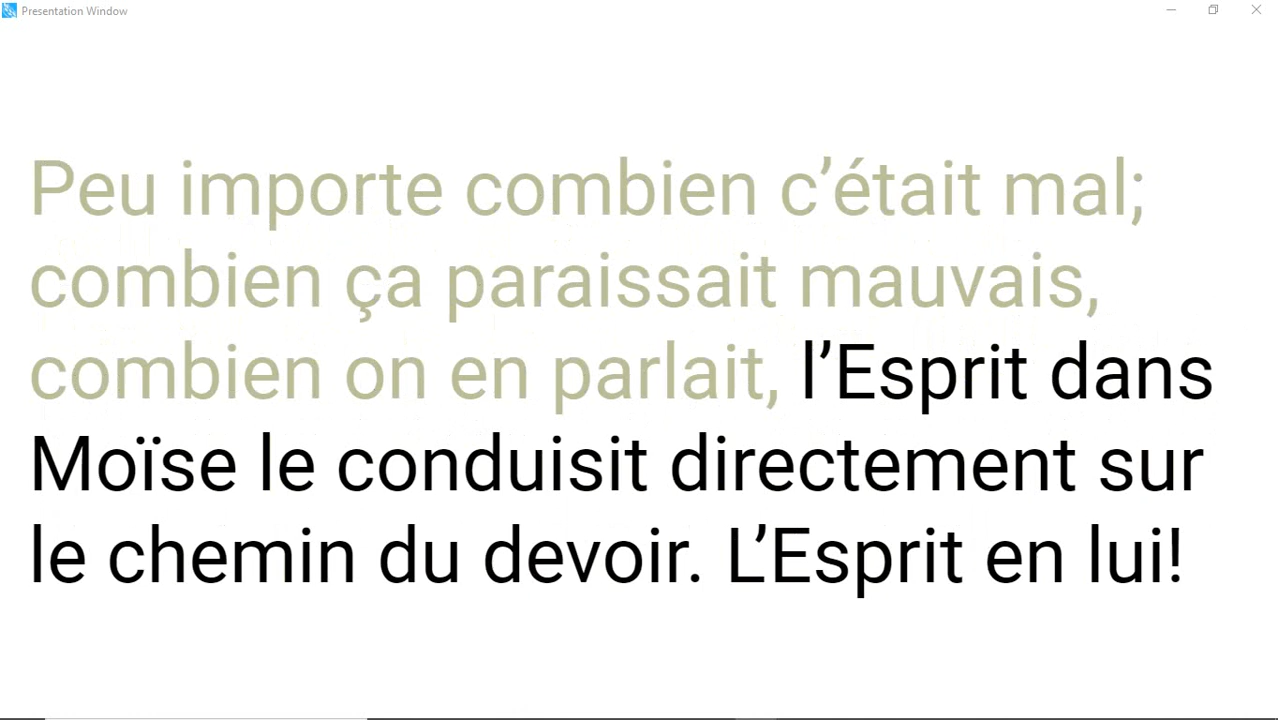 Presentation Window
Peu importe combien c’était mal;
combien ça paraissait mauvais,
combien on en parlait, l’Esprit dans
Moïse le conduisit directement sur
le chemin du devoir. L’Esprit en lui!